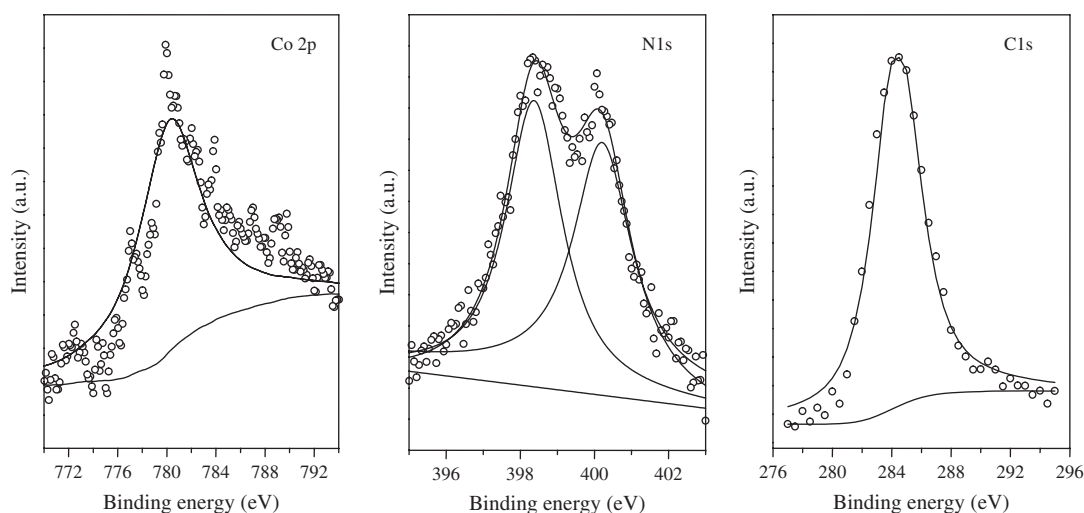 Co 2p
Intensity (a.u.)
772 776 780 784 788 792
Binding energy (eV)
N1s
Intensity (a.u.)
396 398 400 402
Binding energy (eV)
C1s
Intensity (a.u.)
276 280 284 288 292 296
Binding energy (eV)